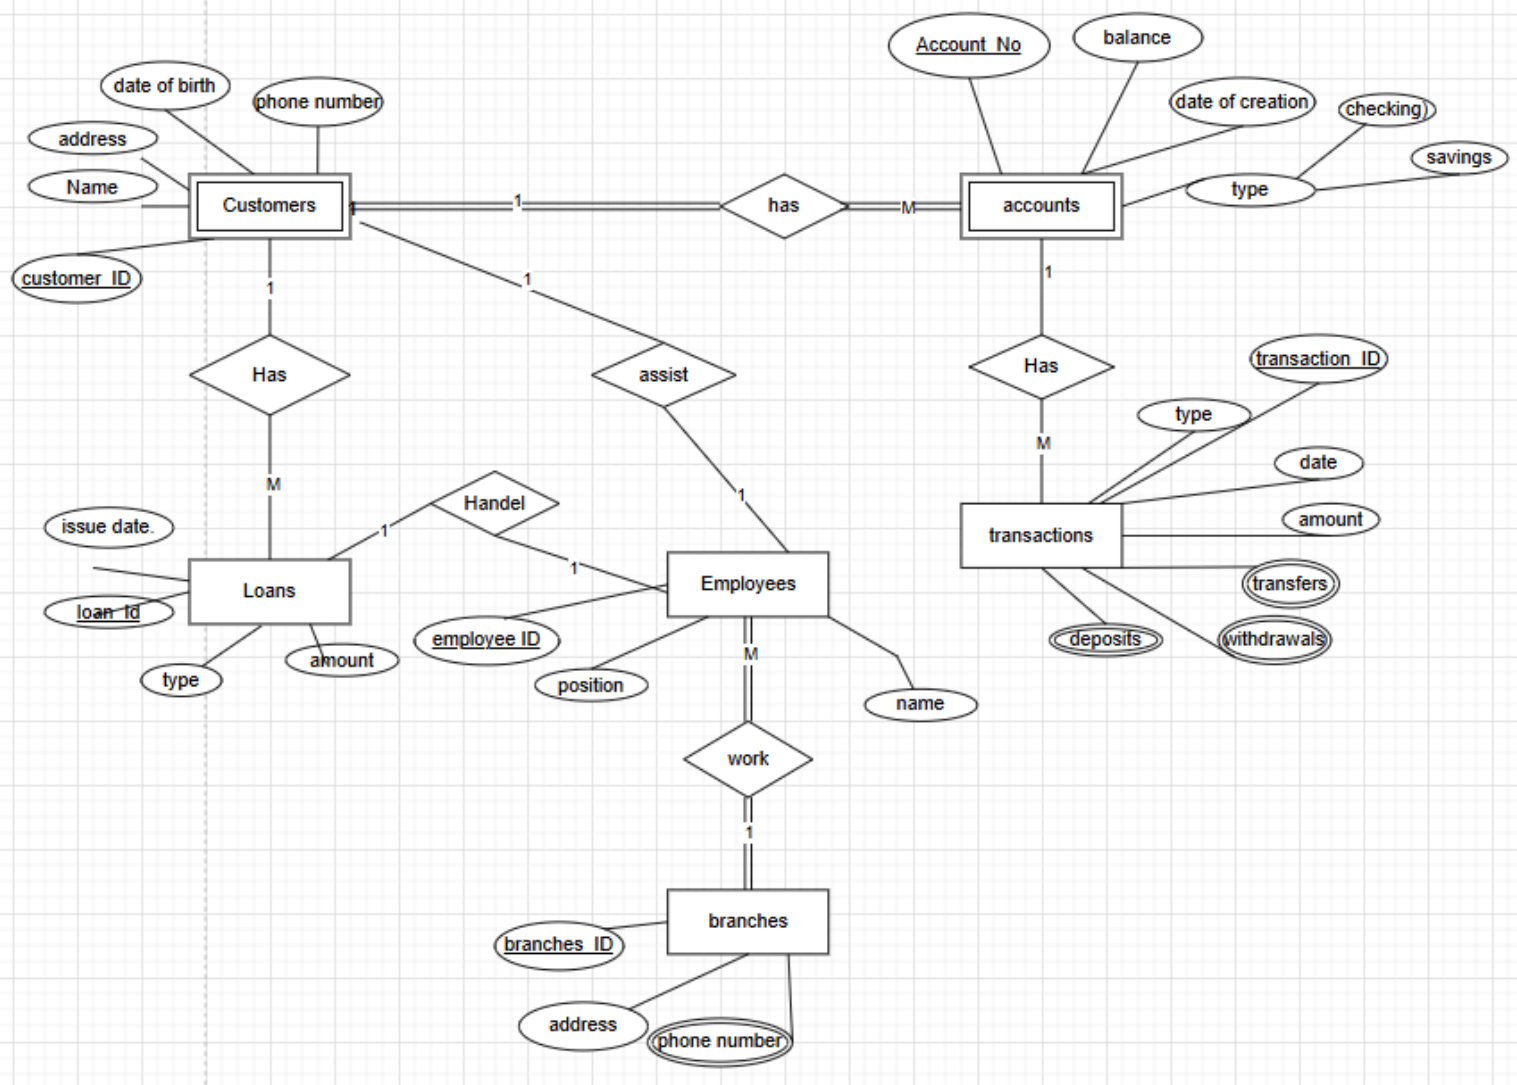 Account_No
balance
date of birth
phone number
date of creation
checking)
address
savings
Name
type
Customers
1
has
M
accounts
customer_ID
1
1
1
Has
assist
Has
transaction_ID
type
M
date
M
1
Handel
issue date.
1
amount
transactions
1
Employees
Loans
transfers
loan_Id
employee ID
deposits
withdrawals
M
amount
type
position
name
work
1
branches
branches_ID
address
phone number